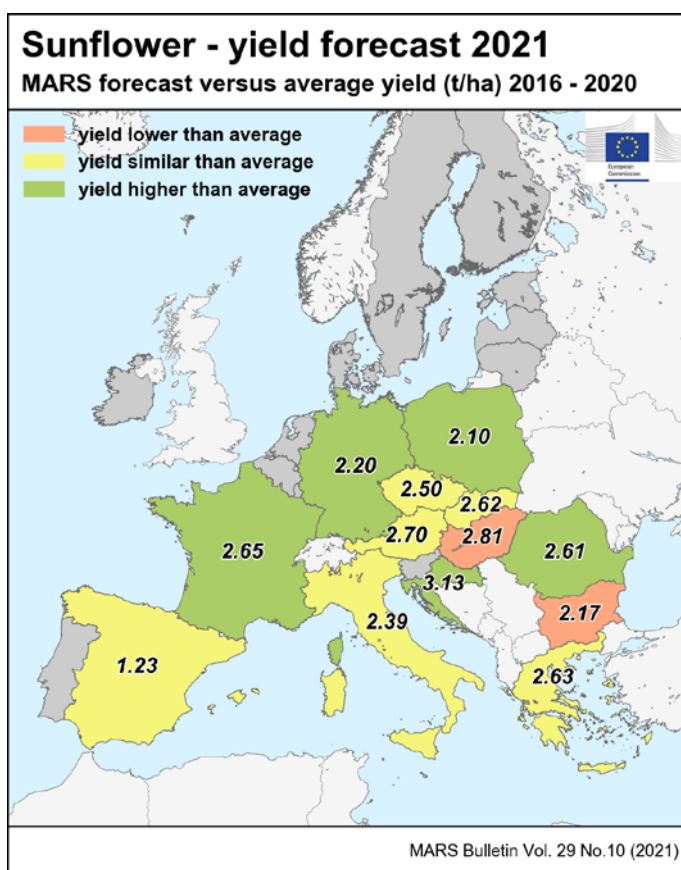 Sunflower - yield forecast 2021
MARS forecast versus average yield (t/ha) 2016 - 2020
yield lower than average
yield similar than average
yield higher than average
European
Commission
2.10
2.20
2.50
2.62
2.70
2.81
2.65
2.61
3.13
2.17
2.39
1.23
2.63
MARS Bulletin Vol. 29 No.10 (2021)